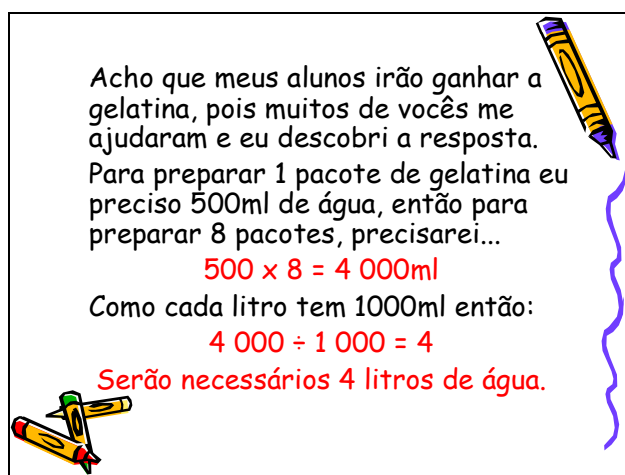 Acho que meus alunos irão ganhar a
gelatina, pois muitos de vocês me
ajudaram e eu descobri a resposta.
Para preparar 1 pacote de gelatina eu
preciso 500ml de água, então para
preparar 8 pacotes, precisarei...
500 x 8 = 4 000ml
Como cada litro tem 1000ml então:
4 000 ÷ 1 000 = 4
Serão necessários 4 litros de água.